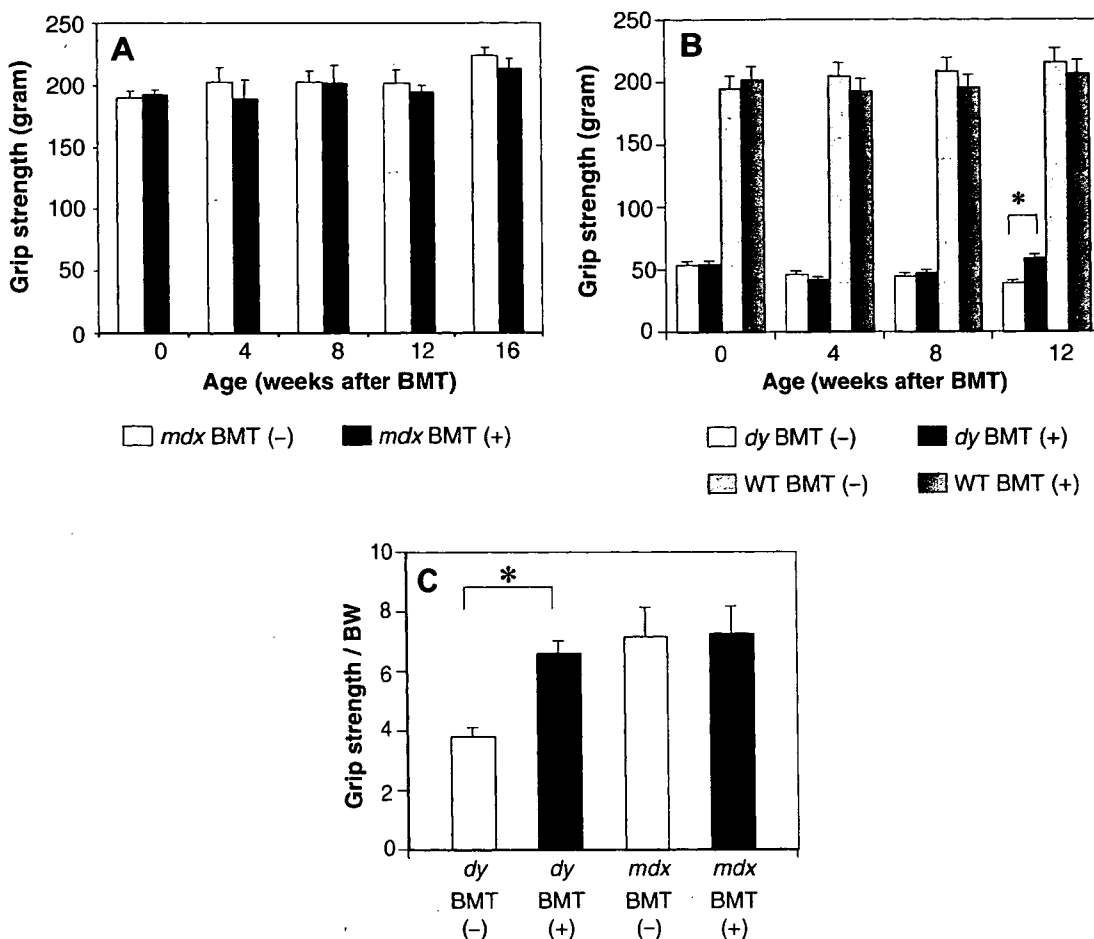 A
Grip strength (gram)
250
200
150
100
50
0
0 4 8 12 16
Age (weeks after BMT)
mdx BMT (–) mdx BMT (+)
B
Grip strength (gram)
250
200
150
100
50
0
*
0 4 8 12
Age (weeks after BMT)
dy BMT (–) dy BMT (+)
WT BMT (–) WT BMT (+)
C
Grip strength / BW
10
8
6
4
2
0
*
dy dy mdx mdx
BMT BMT BMT BMT
(–) (+) (–) (+)